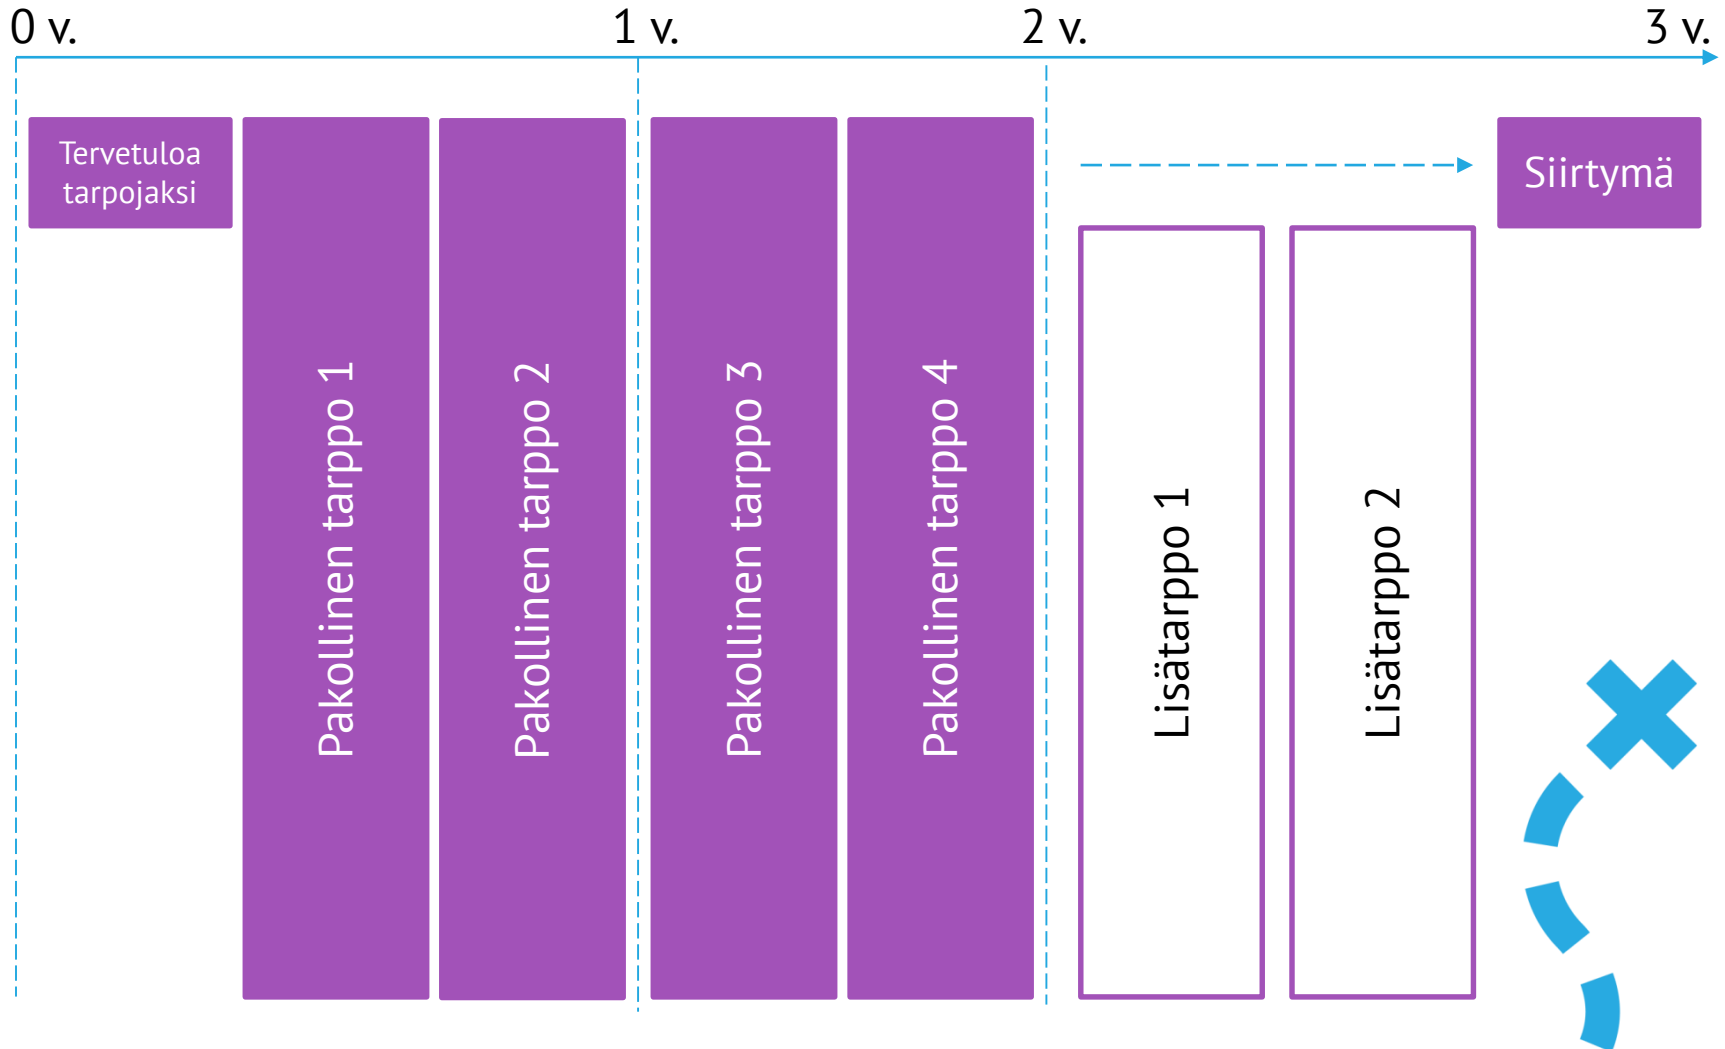 0 v.
1 v.
2 v.
3 v.
Tervetuloa
tarpojaksi
Pakollinen tarppo 1
Pakollinen tarppo 2
Pakollinen tarppo 3
Pakollinen tarppo 4
Lisätarppo 1
Lisätarppo 2
Siirtymä